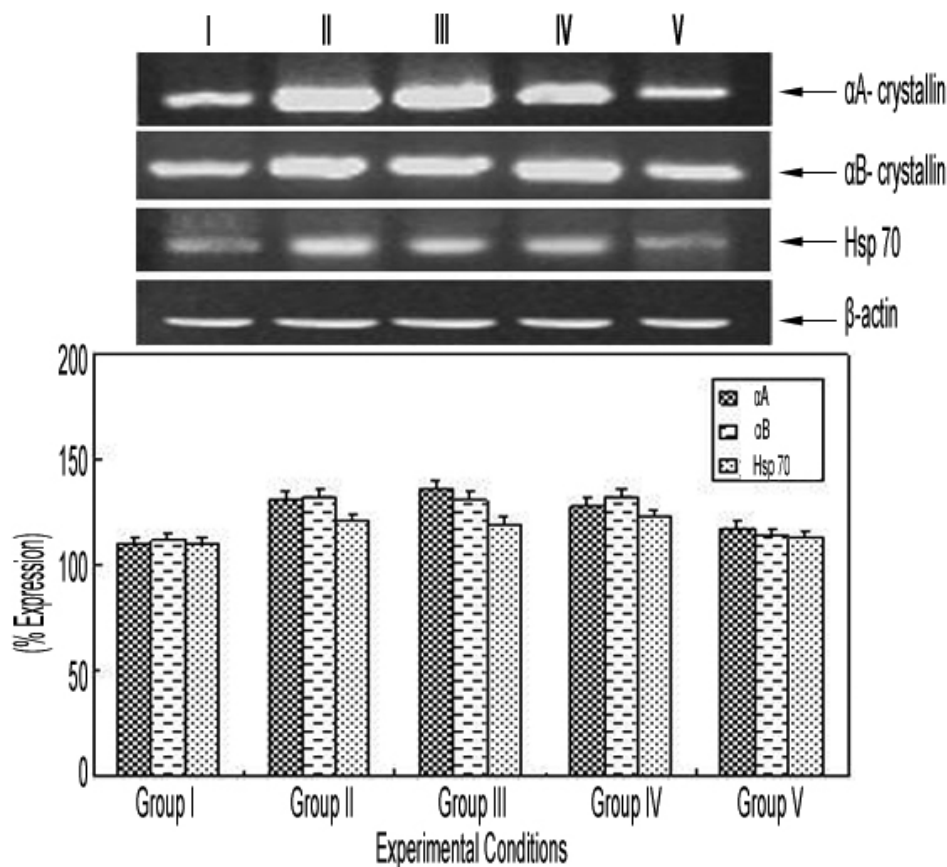 I II III IV V
αA- crystallin
αB- crystallin
Hsp 70
β-actin
200
150
100
50
0
(% Expression)
αA
αB
Hsp 70
Group I Group II Group III Group IV Group V
Experimental Conditions